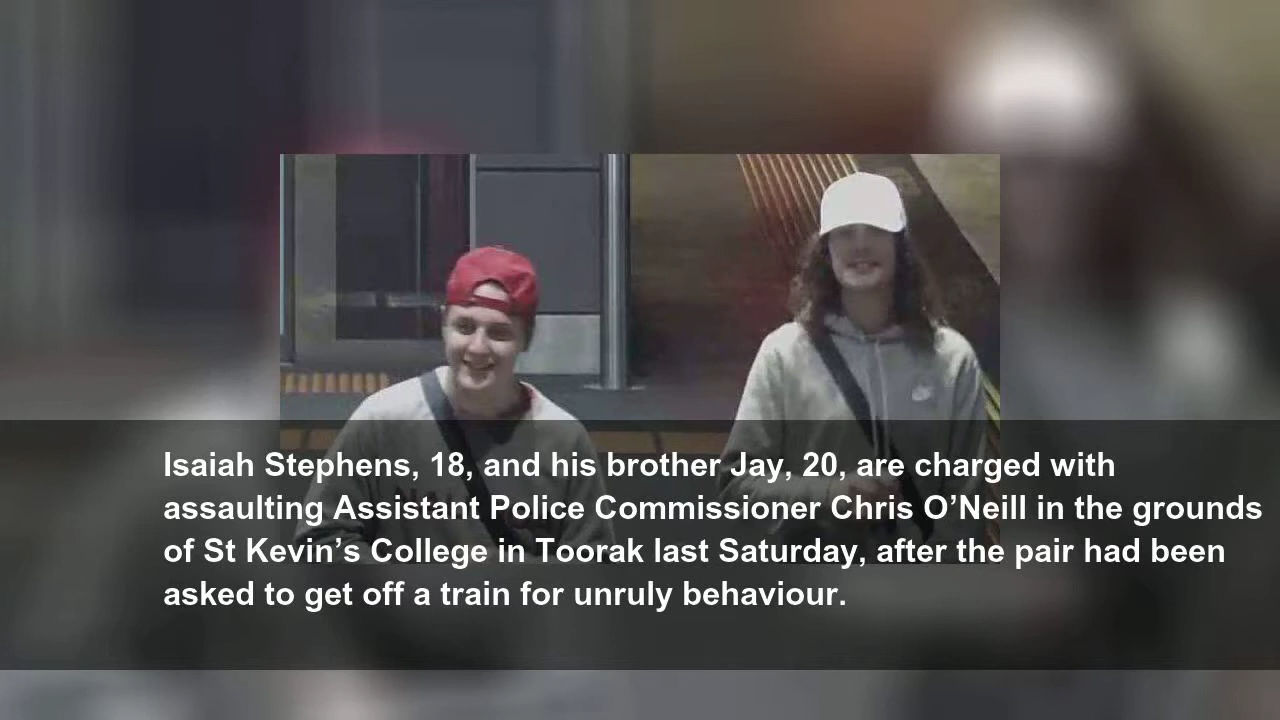 Isaiah Stephens, 18, and his brother Jay, 20, are charged with
assaulting Assistant Police Commissioner Chris O’Neill in the grounds
of St Kevin’s College in Toorak last Saturday, after the pair had been
asked to get off a train for unruly behaviour.